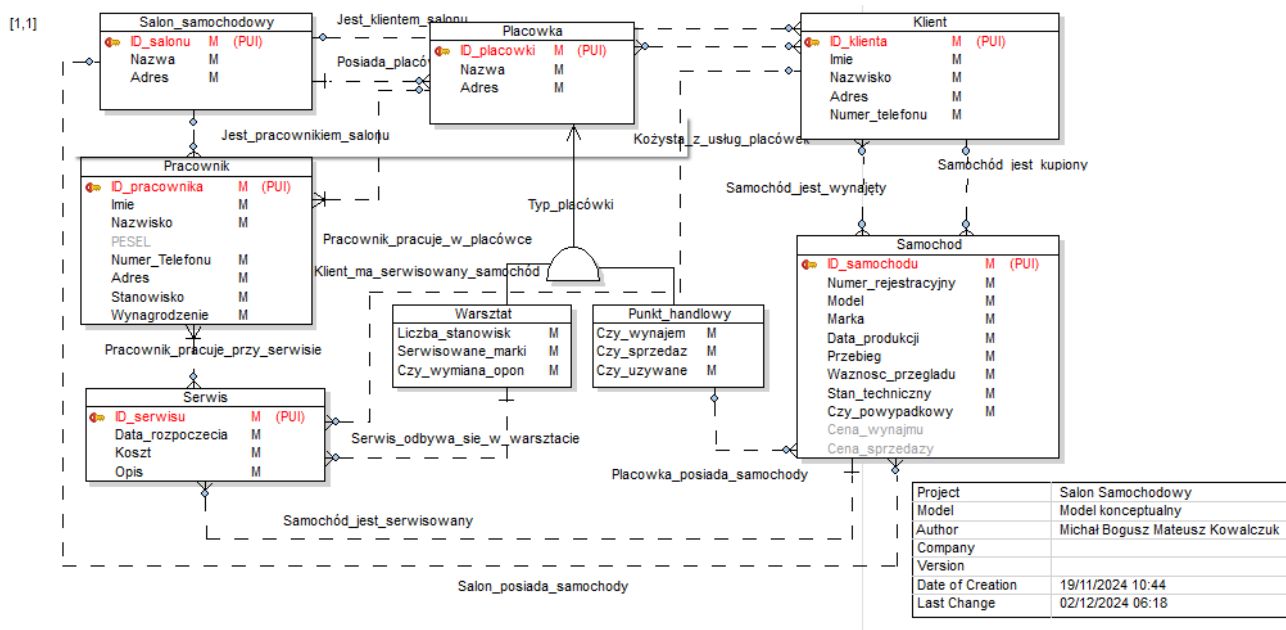 [1,1]
Salon_samochodowy
ID_salonu M (PUI)
Nazwa M
Adres M
Jest_klientem_salonu
Placowka
ID_placowki M (PUI)
Nazwa M
Adres M
Klient
ID_klienta M (PUI)
Imie M
Nazwisko M
Adres M
Numer_telefonu M
Posiada_placów
Jest_pracownikiem_salonu
Kożysta_z_usług_placówek
Samochód_jest_kupiony
Samochód_jest_wynajęty
Pracownik
ID_pracownika M (PUI)
Imie M
Nazwisko M
PESEL
Numer_Telefonu M
Adres M
Stanowisko M
Wynagrodzenie M
Typ_placówki
Pracownik_pracuje_w_placówce
Klient_ma_serwisowany_samochód
Samochod
ID_samochodu M (PUI)
Numer_rejestracyjny M
Model M
Marka M
Data_produkcji M
Przebieg M
Waznosc_przegladu M
Stan_techniczny M
Czy_powypadkowy M
Cena_wynajmu
Cena_sprzedazy
Warsztat
Liczba_stanowisk M
Serwisowane_marki M
Czy_wymiana_opon M
Punkt_handlowy
Czy_wynajem M
Czy_sprzedaz M
Czy_uzywane M
Pracownik_pracuje_przy_serwisie
Serwis
ID_serwisu M (PUI)
Data_rozpoczecia M
Koszt M
Opis M
Serwis_odbywa_sie_w_warsztacie
Placowka_posiada_samochody
Samochód_jest_serwisowany
Salon_posiada_samochody
Project Salon Samochodowy
Model Model konceptualny
Author Michał Bogusz Mateusz Kowalczuk
Company
Version
Date of Creation 19/11/2024 10:44
Last Change 02/12/2024 06:18